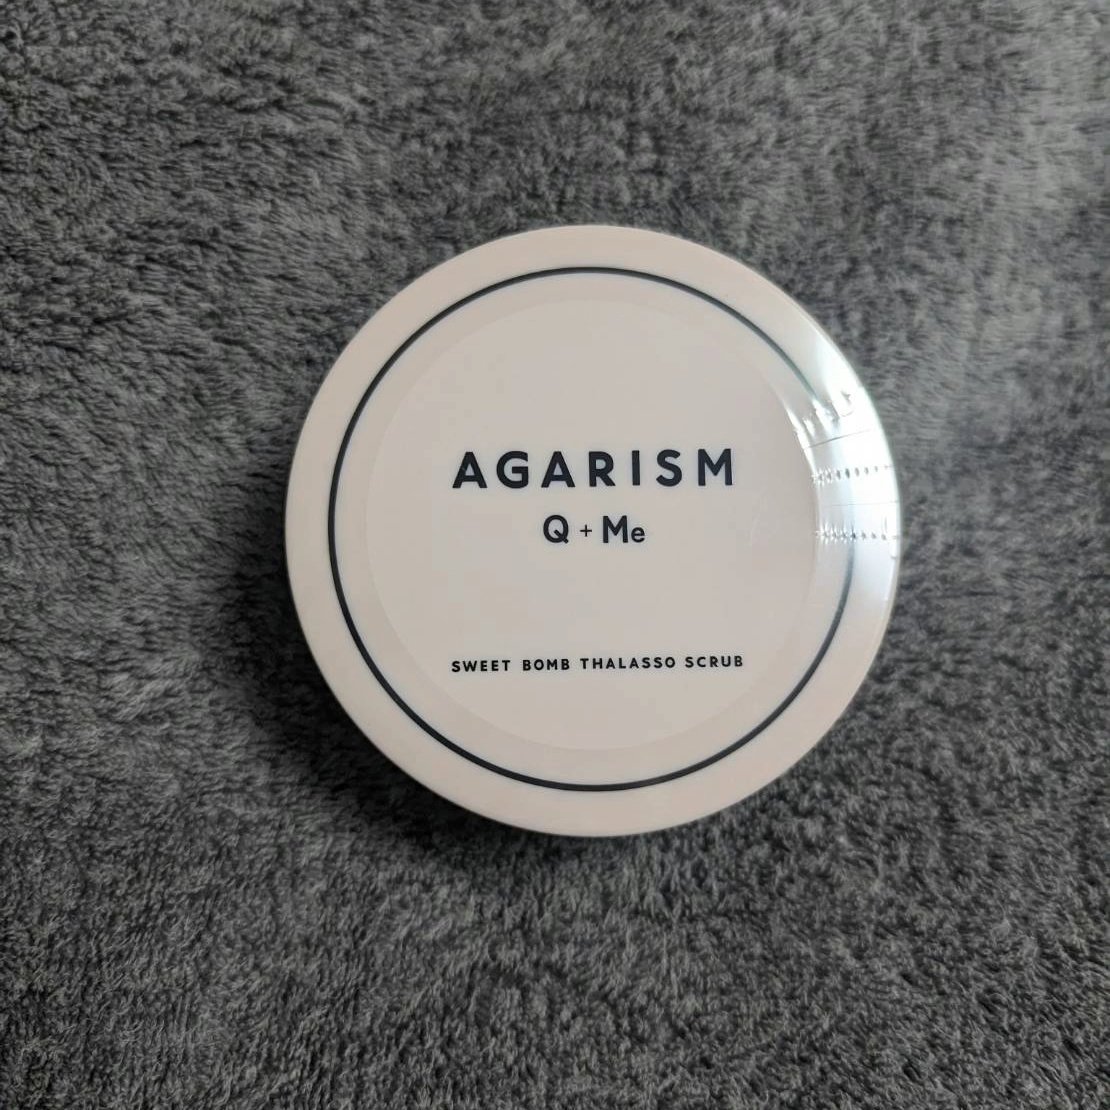 AGARISM
Q + Me
SWEET BOMB THALASSO SCRUB